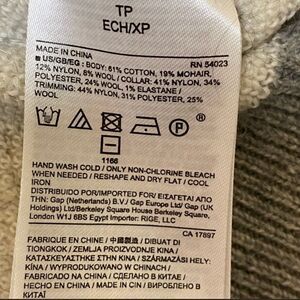 TP
ECH/XP
MADE IN CHINA
RN 54023
■ US/GB/EG : BODY: 61% COTTON, 19% MOHAIR,
12% NYLON, 8% WOOL / COLLAR: 41% NYLON, 34%
POLYESTER, 24% WOOL, 1% ELASTANE /
TRIMMING: 44% NYLON, 31% POLYESTER, 25%
WOOL
P ®
1166
HAND WASH COLD / ONLY NON-CHLORINE BLEACH
WHEN NEEDED / RESHAPE AND DRY FLAT / COOL
IRON
DISTRIBUIDO POR/IMPORTED FOR/IMPORTEERD AAN
THN: Gap (Netherlands) B.V./ Gap Europe Ltd/ Gap (UK
Holdings) Ltd/Berkeley Square House Berkeley Square,
London W1J 6BS Egypt Importer: RIGE, LLC
CA 17897
FABRIQUÉ EN CHINE / 中國製造 / DIBUAT DI
TIONGKOK / ZEMLJA PROIZVODNJE KINA /
ΚΑΤΑΣΚΕΥΑΣΤΗΚΕ ΣΤΗΝ ΚΙΝΑ / SZÁRMAZÁSI HELY:
KÍNA / WYPRODUKOWANO W CHINACH /
FABRICADO NA CHINA / СДЕЛАНО В КИТАЕ /
HECHO EN CHINA / MADE IN ÇİN / ВИРОБЛЕНО В
КИТАЇ